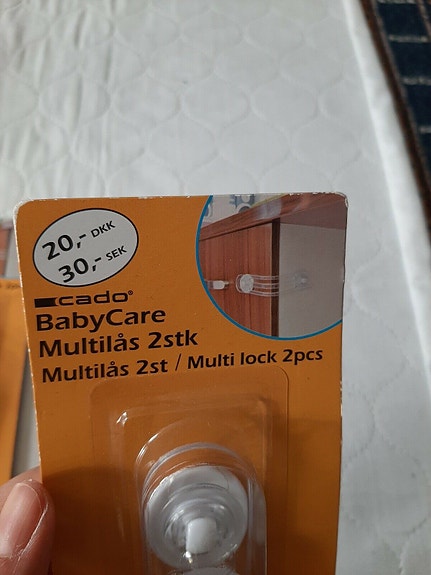 20,- DKK
30,- SEK
cado®
BabyCare
Multilås 2stk
Multilås 2st / Multi lock 2pcs